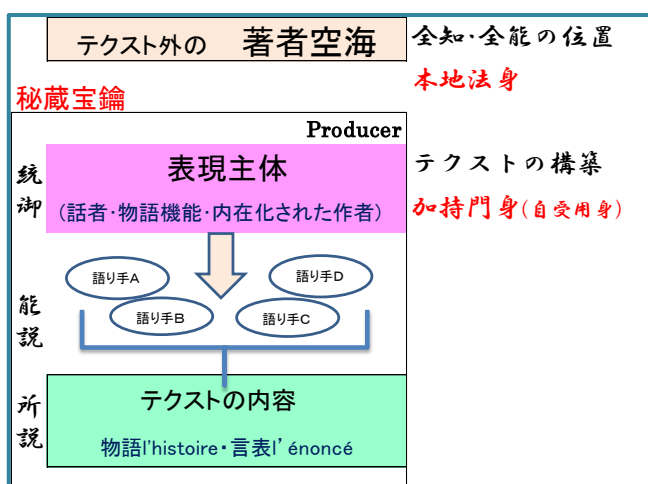 テクスト外の 著者空海
全知・全能の位置
本地法身
秘蔵宝鑰
Producer
統御
表現主体
(話者・物語機能・内在化された作者)
テクストの構築
加持門身(自受用身)
能説
語り手A
語り手D
語り手B
語り手C
所説
テクストの内容
物語l'histoire・言表l' énoncé